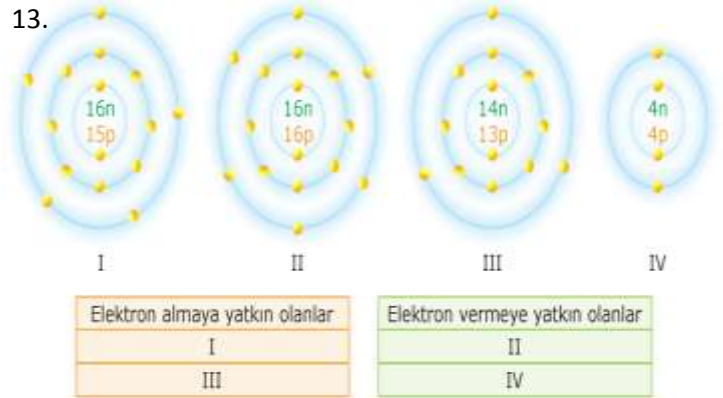 13.
16n 16n 14n 4n
15p 16p 13p 4p
I II III IV
Elektron almaya yatkın olanlar Elektron vermeye yatkın olanlar
I II
III IV